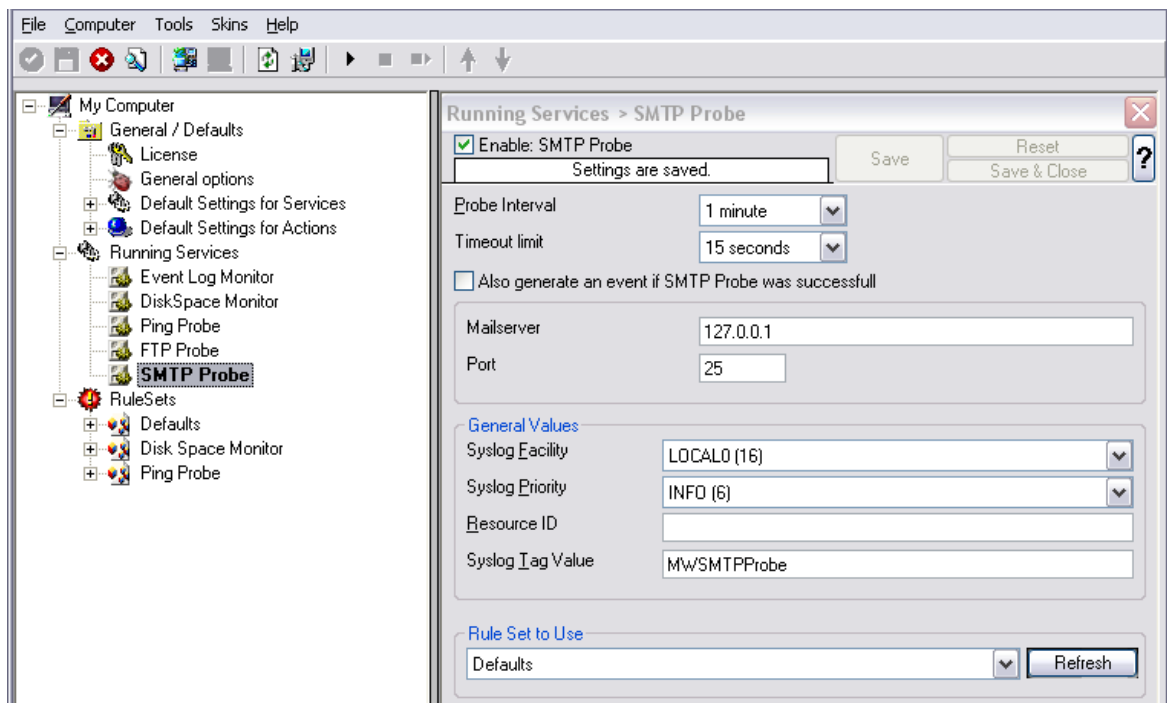 File Computer Tools Skins Help
My Computer
General / Defaults
License
General options
Default Settings for Services
Default Settings for Actions
Running Services
Event Log Monitor
DiskSpace Monitor
Ping Probe
FTP Probe
SMTP Probe
RuleSets
Defaults
Disk Space Monitor
Ping Probe
Running Services > SMTP Probe
Enable: SMTP Probe
Settings are saved.
Save
Reset
Save & Close
?
Probe Interval 1 minute
Timeout limit 15 seconds
Also generate an event if SMTP Probe was successfull
Mailserver 127.0.0.1
Port 25
General Values
Syslog Facility LOCAL0 (16)
Syslog Priority INFO (6)
Resource ID
Syslog Tag Value MWSMTPProbe
Rule Set to Use
Defaults Refresh